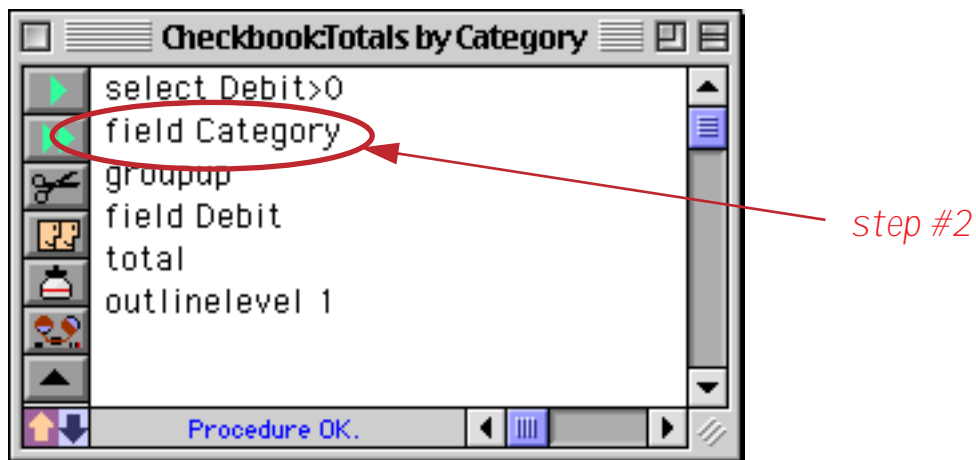 Checkbook:Totals by Category
select Debit>0
field Category
groupup
field Debit
total
outlinelevel 1
Procedure OK.
step #2